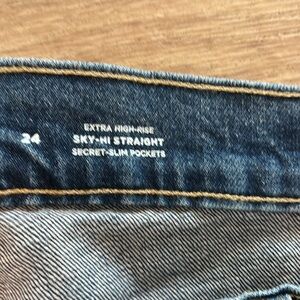 24
EXTRA HIGH-RISE
SKY-HI STRAIGHT
SECRET-SLIM POCKETS